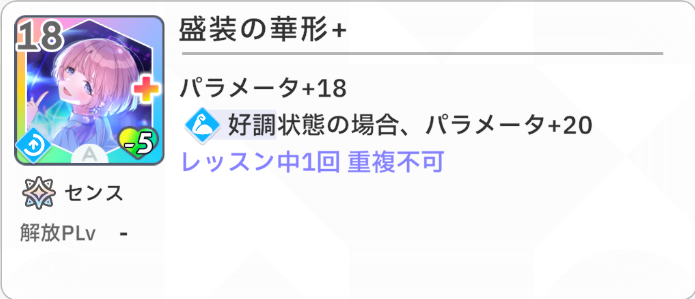 18
盛装の華形+
パラメータ+18
好調状態の場合、パラメータ+20
レッスン中1回 重複不可
A
-5
センス
解放PLv -